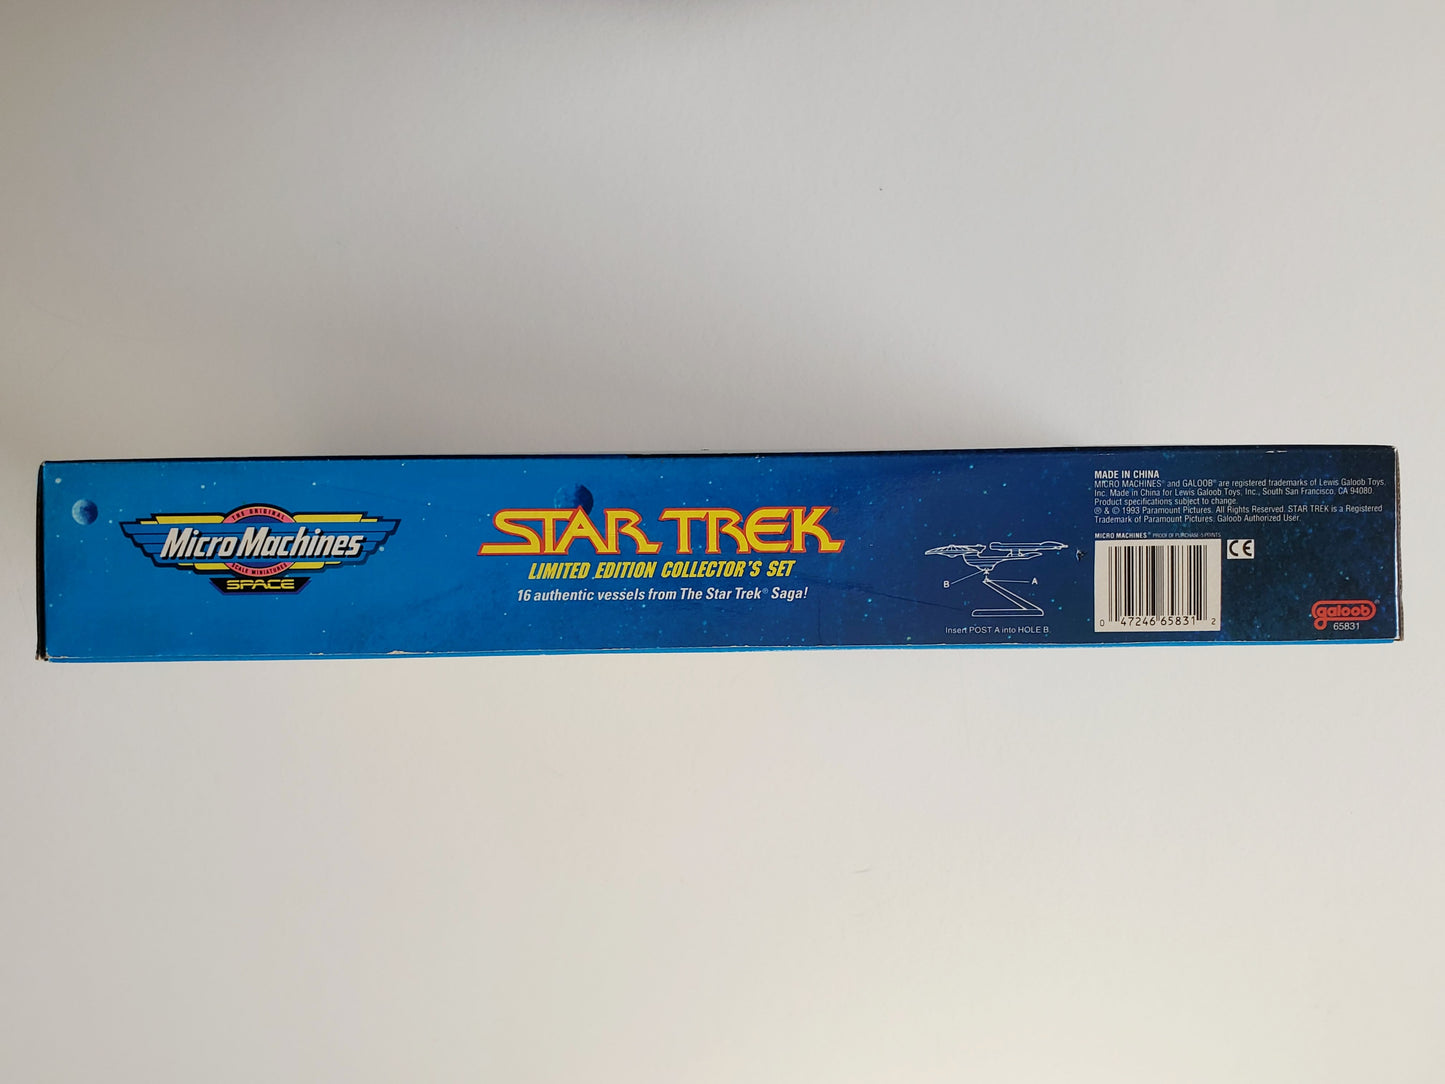 THE ORIGINAL
Micro Machines
SCALE MINIATURES
SPACE
STAR TREK
LIMITED EDITION COLLECTOR'S SET
16 authentic vessels from The Star Trek® Saga!
B
A
Insert POST A into HOLE B.
MADE IN CHINA
MICRO MACHINES® and GALOOB® are registered trademarks of Lewis Galoob Toys,
Inc. Made in China for Lewis Galoob Toys, Inc., South San Francisco, CA 94080.
Product specifications subject to change.
® & © 1993 Paramount Pictures. All Rights Reserved. STAR TREK is a Registered
Trademark of Paramount Pictures. Galoob Authorized User.
MICRO MACHINES® PROOF OF PURCHASE-5 POINTS
CE
0 47246 65831 2
galoob
65831